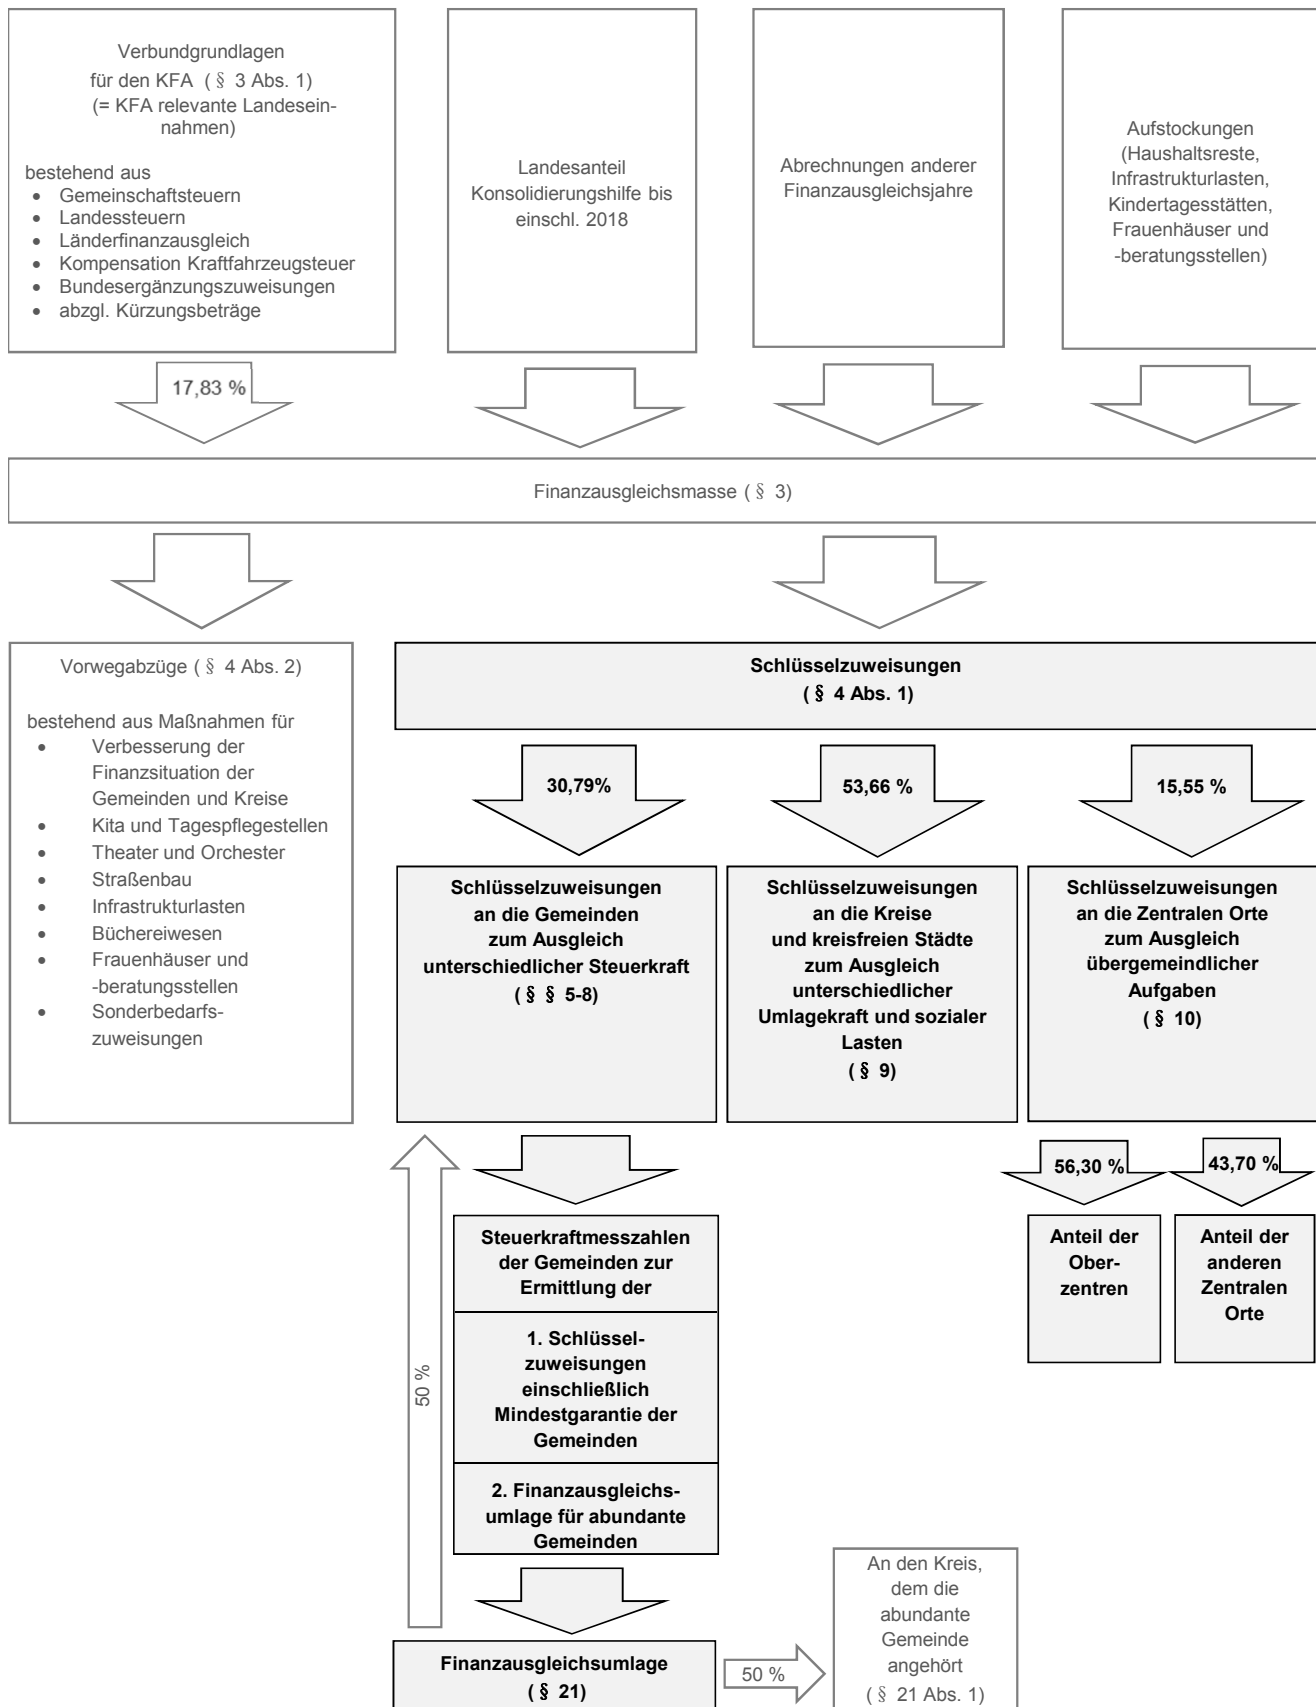 Verbundgrundlagen
für den KFA ( § 3 Abs. 1)
(= KFA relevante Landesein-
nahmen)
bestehend aus
• Gemeinschaftsteuern
• Landessteuern
• Länderfinanzausgleich
• Kompensation Kraftfahrzeugsteuer
• Bundesergänzungszuweisungen
• abzgl. Kürzungsbeträge
Landesanteil
Konsolidierungshilfe bis
einschl. 2018
Abrechnungen anderer
Finanzausgleichsjahre
Aufstockungen
(Haushaltsreste,
Infrastrukturlasten,
Kindertagesstätten,
Frauenhäuser und
-beratungsstellen)
17,83 %
Finanzausgleichsmasse ( § 3)
Vorwegabzüge ( § 4 Abs. 2)
bestehend aus Maßnahmen für
• Verbesserung der
Finanzsituation der
Gemeinden und Kreise
• Kita und Tagespflegestellen
• Theater und Orchester
• Straßenbau
• Infrastrukturlasten
• Büchereiwesen
• Frauenhäuser und
-beratungsstellen
• Sonderbedarfs-
zuweisungen
Schlüsselzuweisungen
( § 4 Abs. 1)
30,79%
53,66 %
15,55 %
Schlüsselzuweisungen
an die Gemeinden
zum Ausgleich
unterschiedlicher Steuerkraft
( § § 5-8)
Schlüsselzuweisungen
an die Kreise
und kreisfreien Städte
zum Ausgleich
unterschiedlicher
Umlagekraft und sozialer
Lasten
( § 9)
Schlüsselzuweisungen
an die Zentralen Orte
zum Ausgleich
übergemeindlicher
Aufgaben
( § 10)
56,30 %
43,70 %
Anteil der
Ober-
zentren
Anteil der
anderen
Zentralen
Orte
Steuerkraftmesszahlen
der Gemeinden zur
Ermittlung der
1. Schlüssel-
zuweisungen
einschließlich
Mindestgarantie der
Gemeinden
2. Finanzausgleichs-
umlage für abundante
Gemeinden
50 %
Finanzausgleichsumlage
( § 21)
50 %
An den Kreis,
dem die
abundante
Gemeinde
angehört
( § 21 Abs. 1)